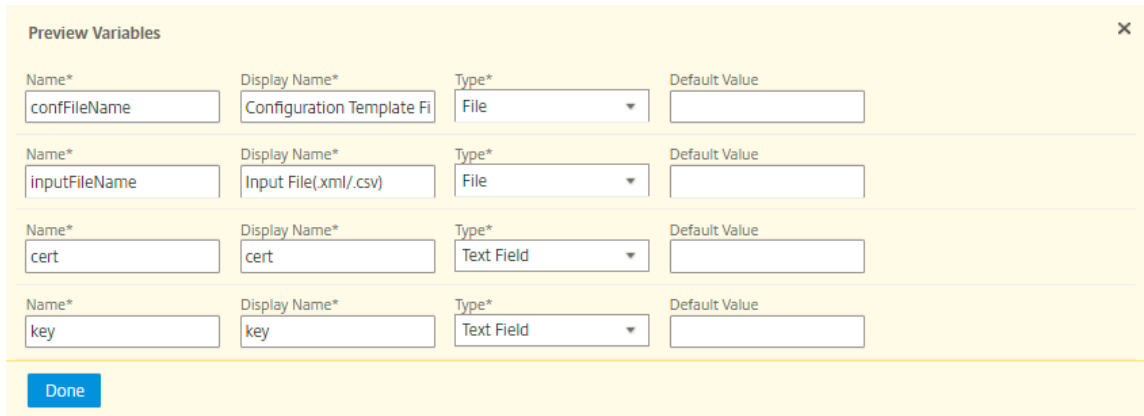 Preview Variables ×
Name* Display Name* Type* Default Value
confFileName Configuration Template Fi File
Name* Display Name* Type* Default Value
inputFileName Input File(.xml/.csv) File
Name* Display Name* Type* Default Value
cert cert Text Field
Name* Display Name* Type* Default Value
key key Text Field
Done